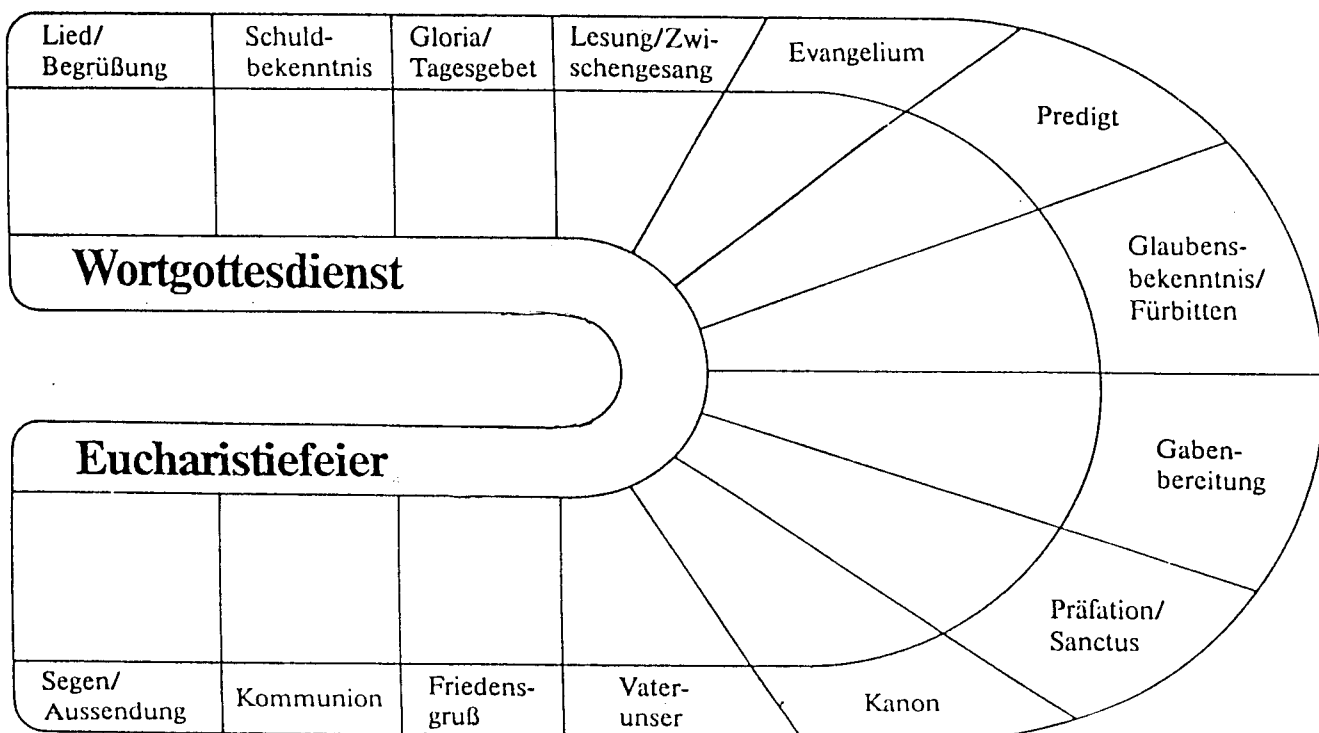 Lied/
Begrüßung
Schuld-
bekenntnis
Gloria/
Tagesgebet
Lesung/Zwi-
schengesang
Evangelium
Predigt
Glaubens-
bekenntnis/
Fürbitten
Wortgottesdienst
Eucharistiefeier
Gaben-
bereitung
Präfation/
Sanctus
Kanon
Vater-
unser
Friedens-
gruß
Kommunion
Segen/
Aussendung